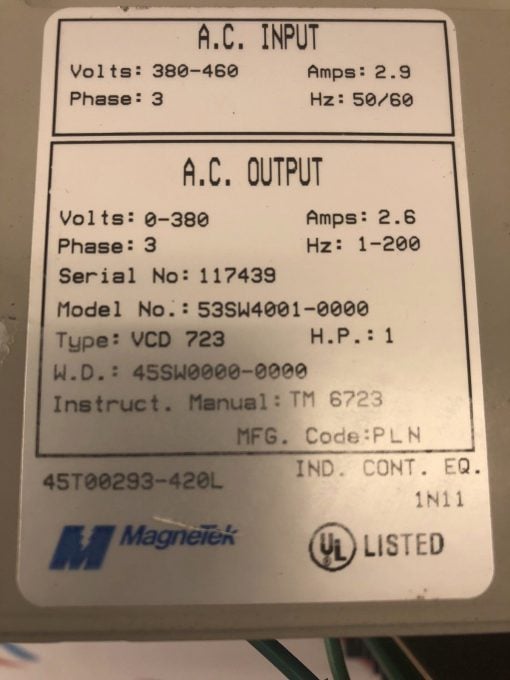 A.C. INPUT
Volts: 380-460 Amps: 2.9
Phase: 3 Hz: 50/60
A.C. OUTPUT
Volts: 0-380 Amps: 2.6
Phase: 3 Hz: 1-200
Serial No: 117439
Model No.: 53SW4001-0000
Type: VCD 723 H.P.: 1
W.D.: 45SW0000-0000
Instruct. Manual: TM 6723
MFG. Code:PLN
45T00293-420L IND. CONT. EQ.
1N11
MagneTek UL LISTED